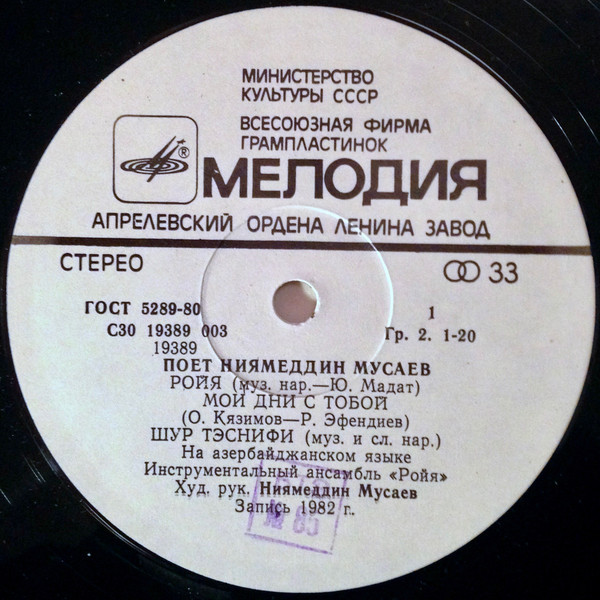 МИНИСТЕРСТВО
КУЛЬТУРЫ СССР
ВСЕСОЮЗНАЯ ФИРМА
ГРАМПЛАСТИНОК
®
МЕЛОДИЯ
АПРЕЛЕВСКИЙ ОРДЕНА ЛЕНИНА ЗАВОД
СТЕРЕО 33
ГОСТ 5289-80 1
С30 19389 003 Гр. 2. 1-20
19389
ПОЕТ НИЯМЕДДИН МУСАЕВ
РОЙЯ (муз. нар.—Ю. Мадат)
МОИ ДНИ С ТОБОЙ
(О. Кязимов—Р. Эфендиев)
ШУР ТЭСНИФИ (муз. и сл. нар.)
На азербайджанском языке
Инструментальный ансамбль «Ройя»
Худ. рук. Ниямеддин Мусаев
Запись 1982 г.
№ 85